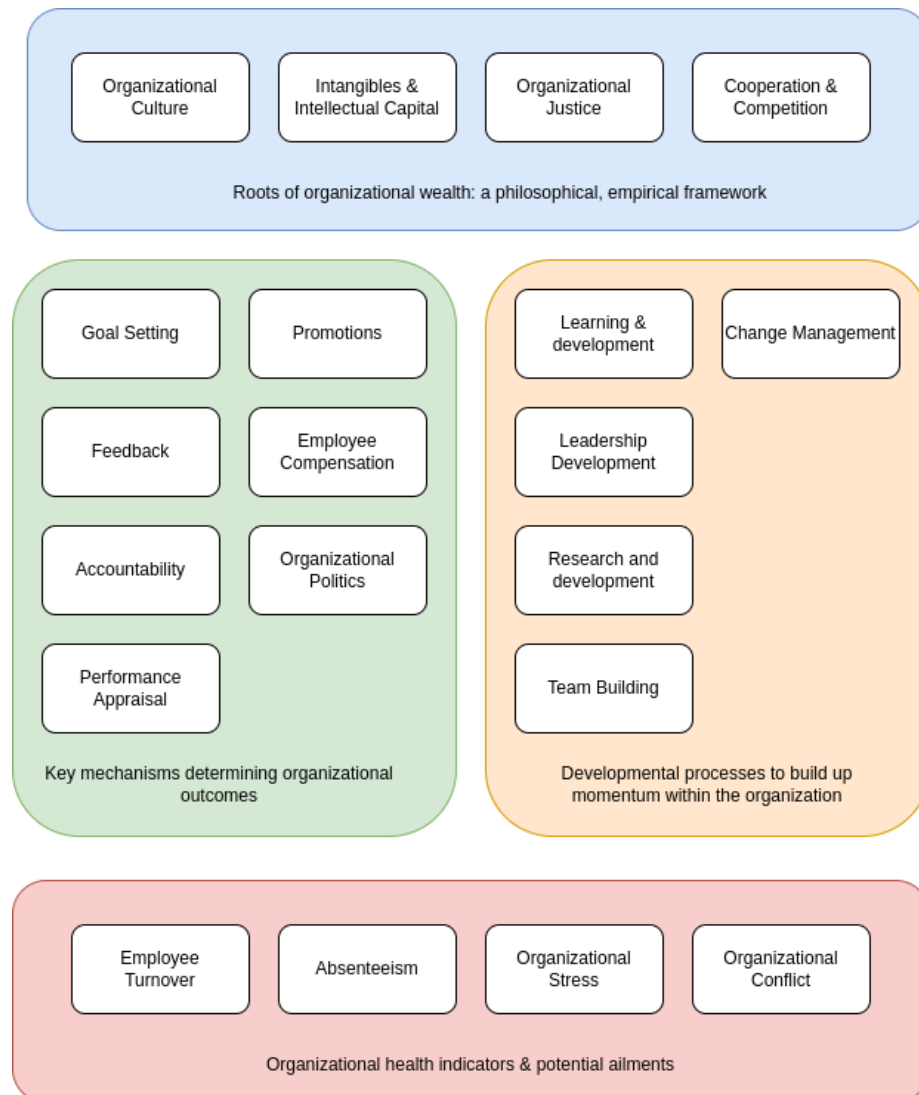 Organizational
Culture
Intangibles &
Intellectual Capital
Organizational
Justice
Cooperation &
Competition
Roots of organizational wealth: a philosophical, empirical framework
Goal Setting
Promotions
Feedback
Employee
Compensation
Accountability
Organizational
Politics
Performance
Appraisal
Key mechanisms determining organizational
outcomes
Learning &
development
Change Management
Leadership
Development
Research and
development
Team Building
Developmental processes to build up
momentum within the organization
Employee
Turnover
Absenteeism
Organizational
Stress
Organizational
Conflict
Organizational health indicators & potential ailments